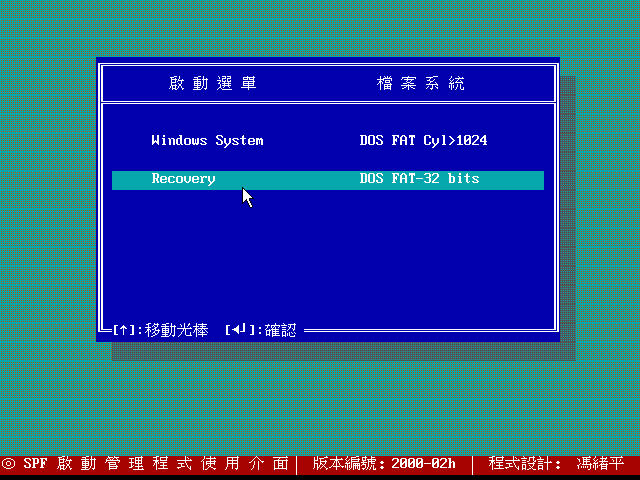 啟動選單 檔案系統
Windows System DOS FAT Cyl>1024
Recovery DOS FAT-32 bits
[↑]:移動光棒 [◄┘]:確認
◎ SPF 啟動管理程式使用介面│ 版本編號：2000-02h │ 程式設計： 馮緒平